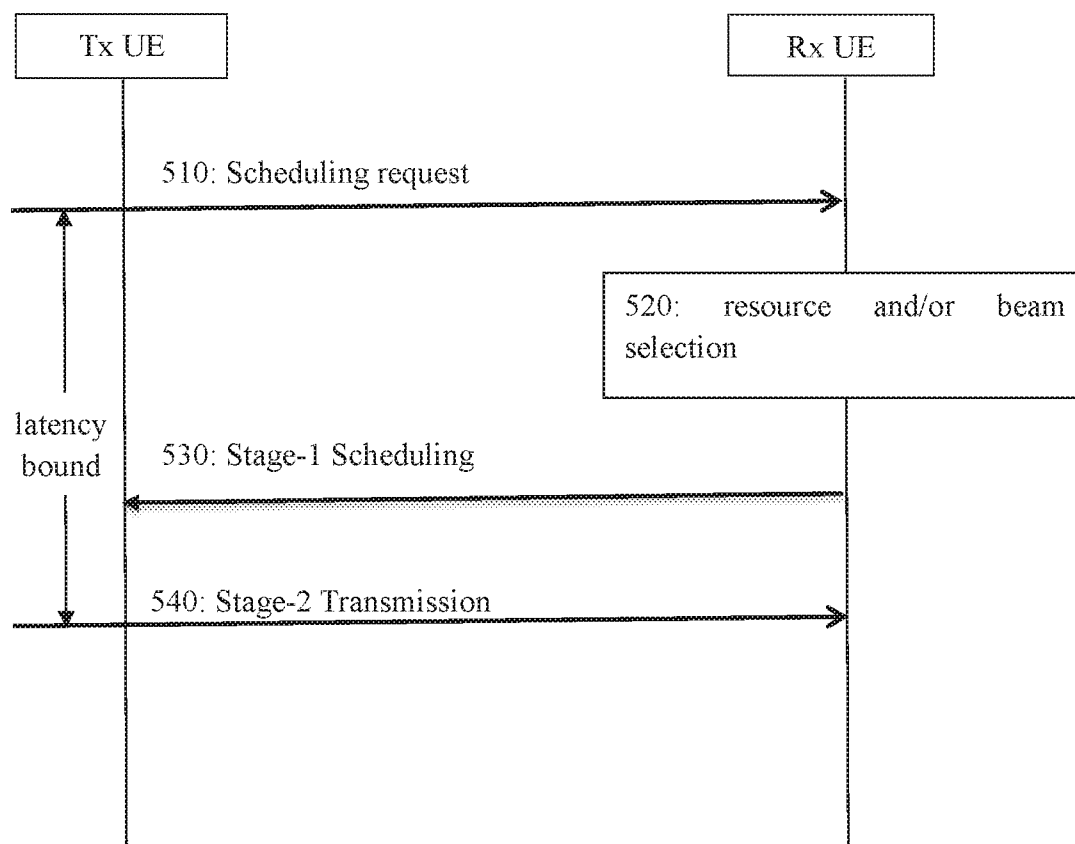 Tx UE
Rx UE
510: Scheduling request
520: resource and/or beam
selection
latency
bound
530: Stage-1 Scheduling
540: Stage-2 Transmission